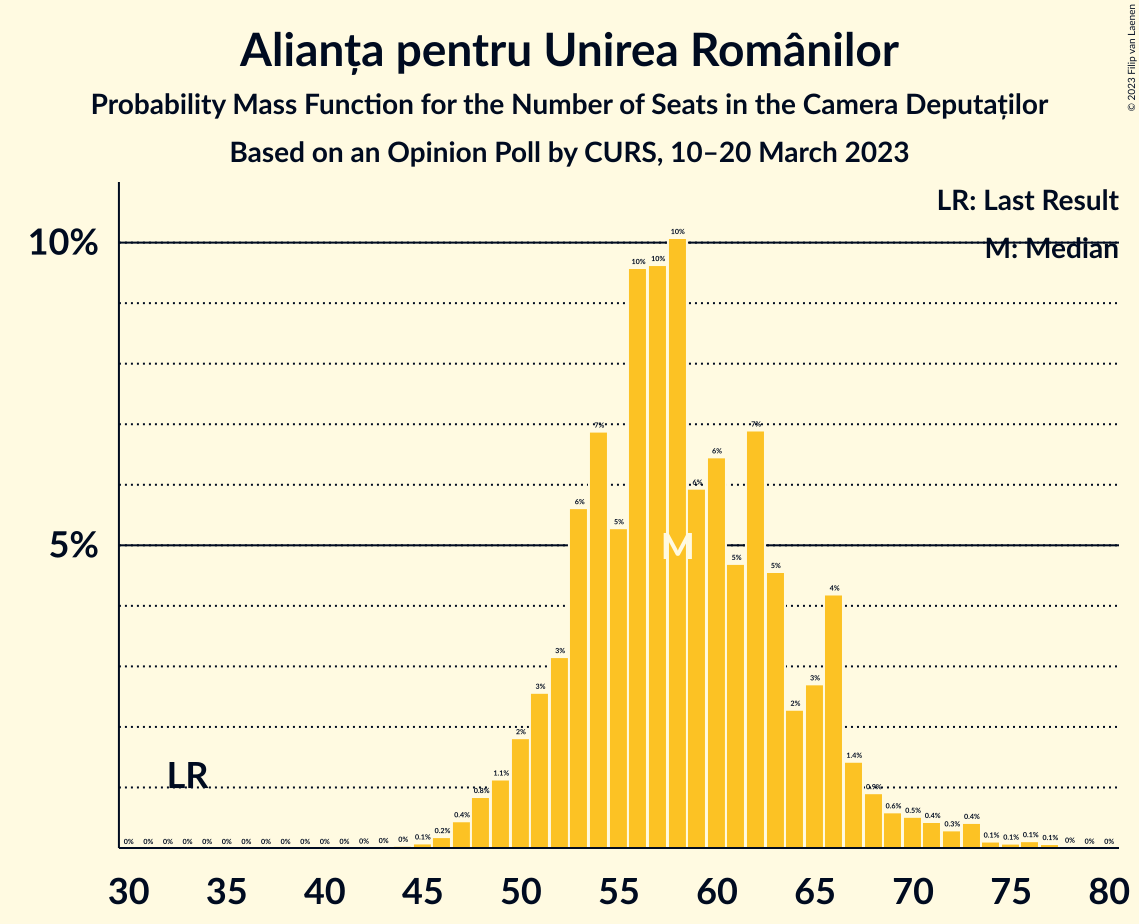 Alianța pentru Unirea Românilor
Probability Mass Function for the Number of Seats in the Camera Deputaților
Based on an Opinion Poll by CURS, 10–20 March 2023
© 2023 Filip van Laenen
LR: Last Result
M: Median
10%
5%
LR
M
0% 0% 0% 0% 0% 0% 0% 0% 0% 0% 0% 0% 0% 0% 0% 0.1% 0.2% 0.4% 0.8% 1.1% 2% 3% 3% 6% 7% 5% 10% 10% 10% 6% 6% 5% 7% 5% 2% 3% 4% 1.4% 0.9% 0.6% 0.5% 0.4% 0.3% 0.4% 0.1% 0.1% 0.1% 0.1% 0% 0% 0%
30 35 40 45 50 55 60 65 70 75 80